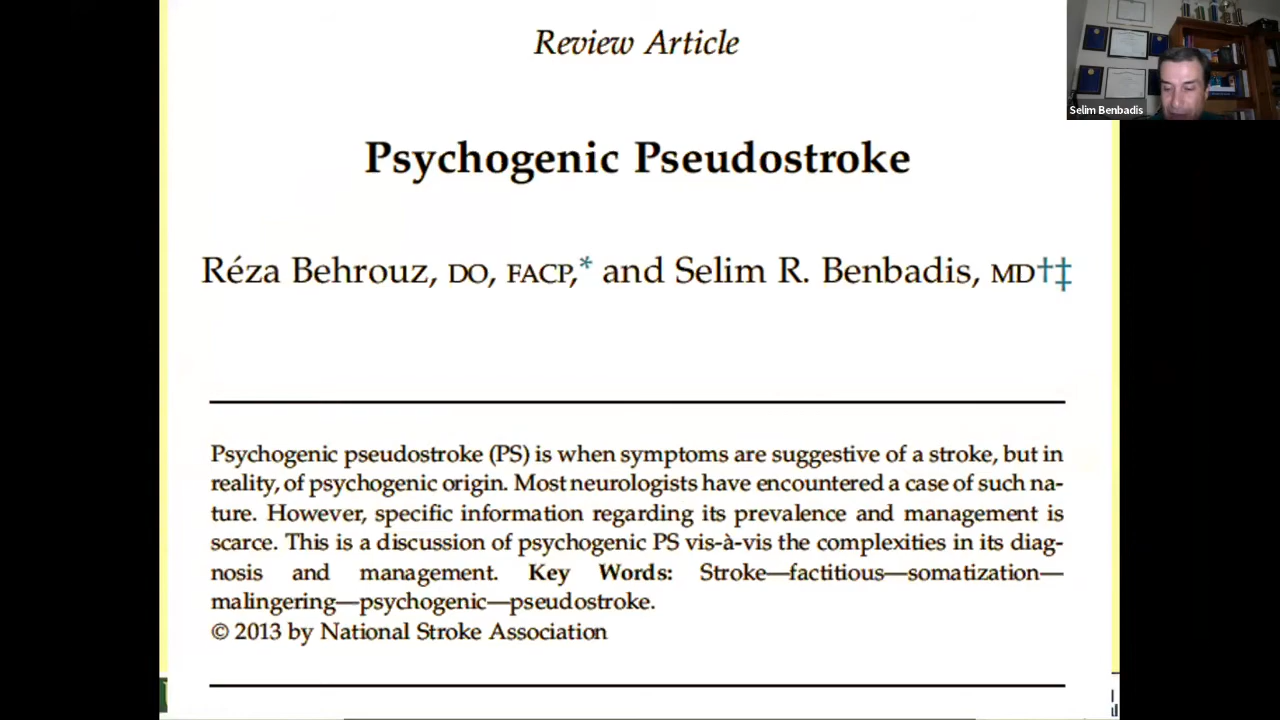 Review Article
Selim Benbadis
Psychogenic Pseudostroke
Réza Behrouz, DO, FACP,* and Selim R. Benbadis, MD†‡
Psychogenic pseudostroke (PS) is when symptoms are suggestive of a stroke, but in
reality, of psychogenic origin. Most neurologists have encountered a case of such na-
ture. However, specific information regarding its prevalence and management is
scarce. This is a discussion of psychogenic PS vis-à-vis the complexities in its diag-
nosis and management. Key Words: Stroke—factitious—somatization—
malingering—psychogenic—pseudostroke.
© 2013 by National Stroke Association